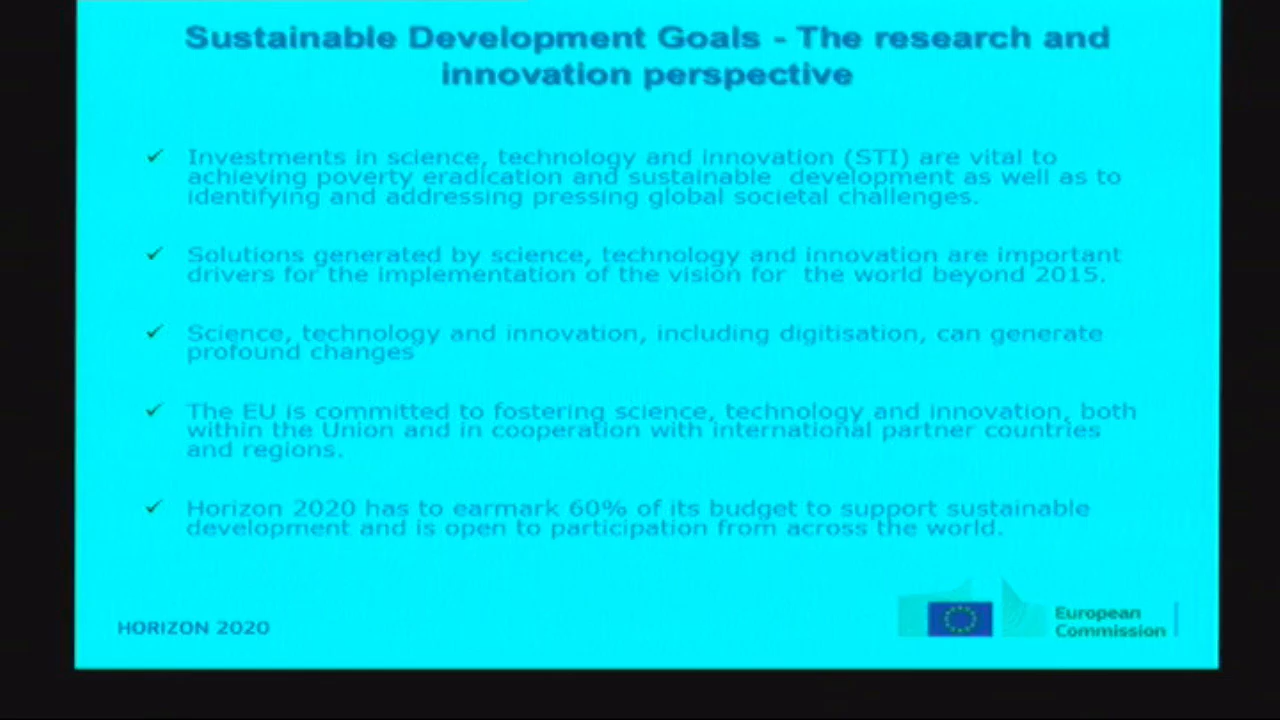 Sustainable Development Goals - The research and
innovation perspective
✓ Investments in science, technology and innovation (STI) are vital to
achieving poverty eradication and sustainable development as well as to
identifying and addressing pressing global societal challenges.
✓ Solutions generated by science, technology and innovation are important
drivers for the implementation of the vision for the world beyond 2015.
✓ Science, technology and innovation, including digitisation, can generate
profound changes
✓ The EU is committed to fostering science, technology and innovation, both
within the Union and in cooperation with international partner countries
and regions.
✓ Horizon 2020 has to earmark 60% of its budget to support sustainable
development and is open to participation from across the world.
HORIZON 2020
European
Commission